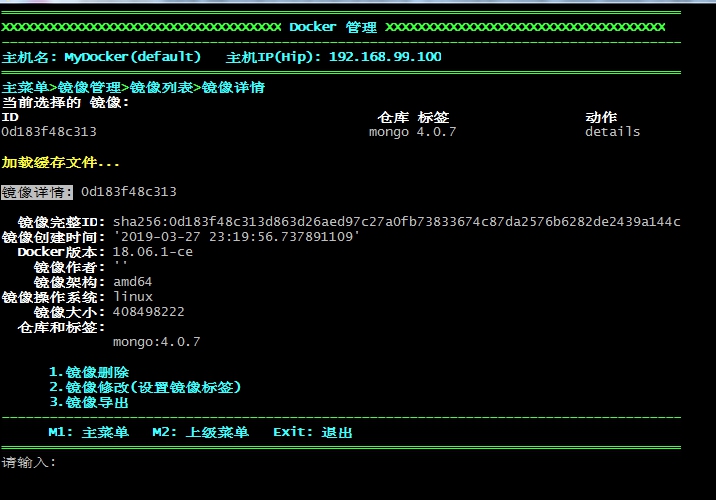 XXXXXXXXXXXXXXXXXXXXXXXXXXXXXXXXXXX Docker 管理 XXXXXXXXXXXXXXXXXXXXXXXXXXXXXXXXXXX
主机名: MyDocker(default) 主机IP(Hip): 192.168.99.100
主菜单>镜像管理>镜像列表>镜像详情
当前选择的 镜像:
ID 仓库 标签 动作
0d183f48c313 mongo 4.0.7 details
加载缓存文件...
镜像详情: 0d183f48c313
镜像完整ID: sha256:0d183f48c313d863d26aed97c27a0fb73833674c87da2576b6282de2439a144c
镜像创建时间: '2019-03-27 23:19:56.737891109'
Docker版本: 18.06.1-ce
镜像作者: ''
镜像架构: amd64
镜像操作系统: linux
镜像大小: 408498222
仓库和标签:
mongo:4.0.7
1.镜像删除
2.镜像修改(设置镜像标签)
3.镜像导出
M1: 主菜单 M2: 上级菜单 Exit: 退出
请输入: